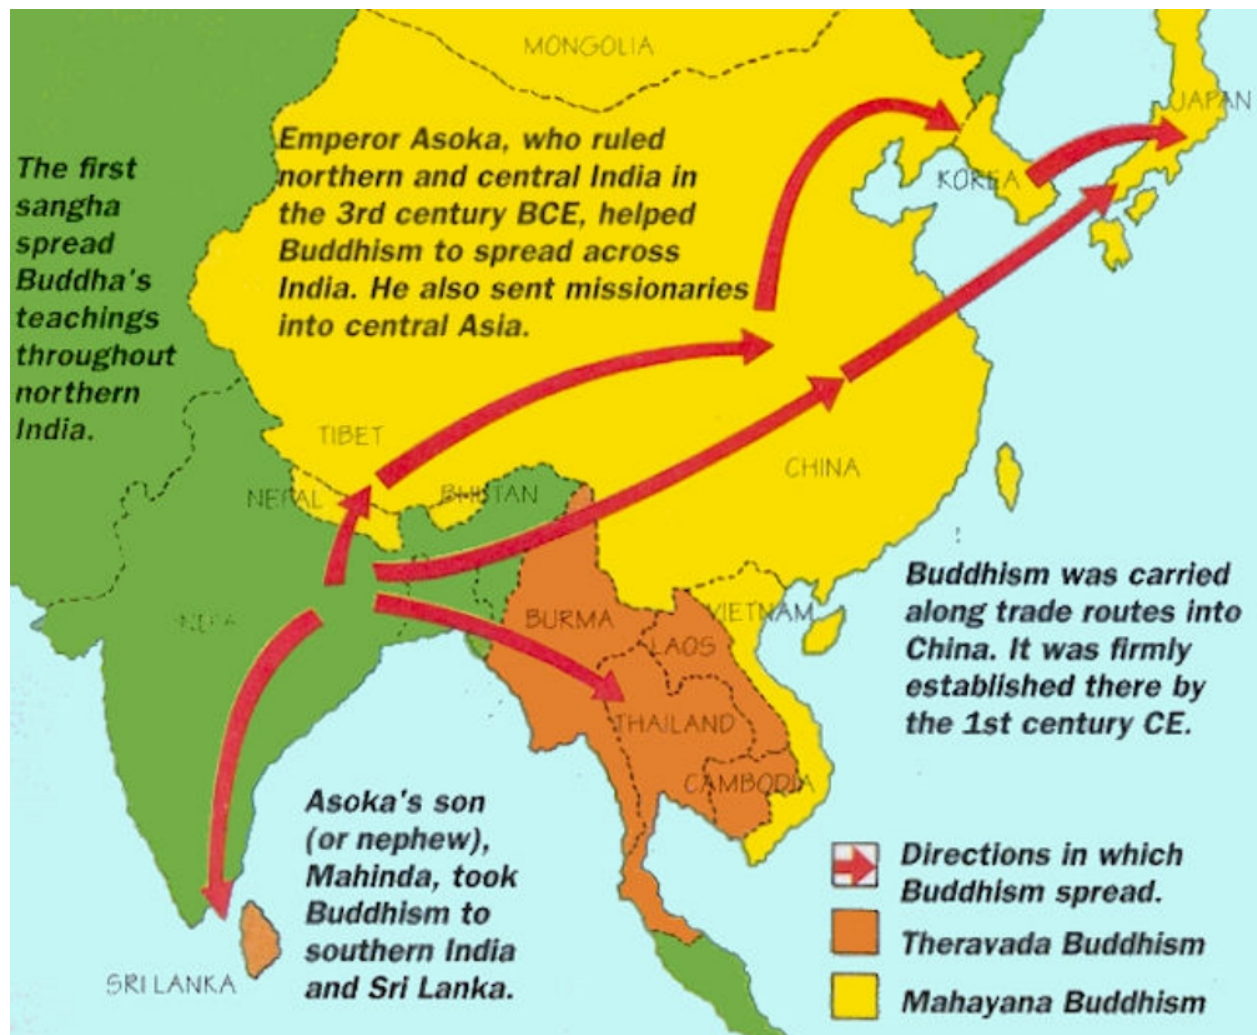 MONGOLIA
JAPAN
Emperor Asoka, who ruled
northern and central India in
the 3rd century BCE, helped
Buddhism to spread across
India. He also sent missionaries
into central Asia.
The first
sangha
spread
Buddha's
teachings
throughout
northern
India.
KOREA
TIBET
NEPAL
BHUTAN
CHINA
Buddhism was carried
along trade routes into
China. It was firmly
established there by
the 1st century CE.
BURMA
VIETNAM
LAOS
THAILAND
CAMBODIA
Asoka's son
(or nephew),
Mahinda, took
Buddhism to
southern India
and Sri Lanka.
SRI LANKA
Directions in which
Buddhism spread.
Theravada Buddhism
Mahayana Buddhism